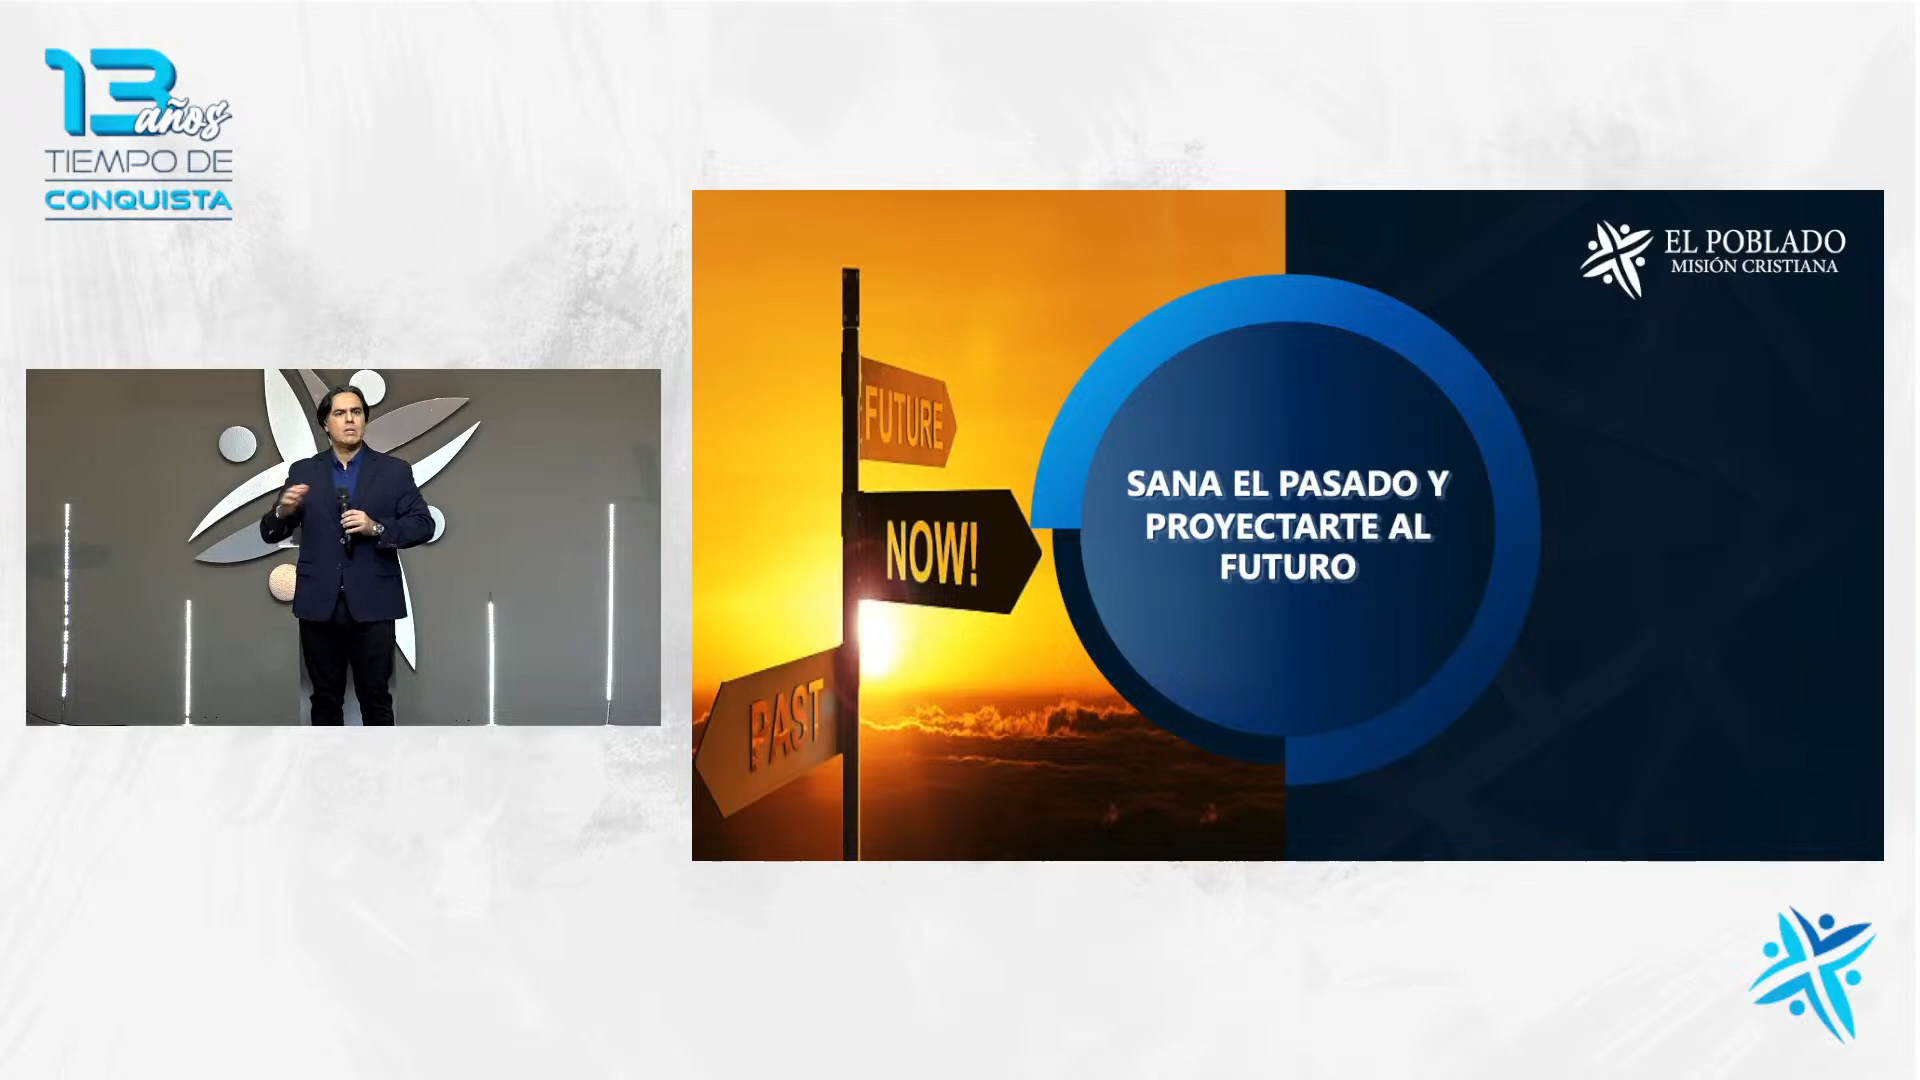 13
años
TIEMPO DE
CONQUISTA
EL POBLADO
MISIÓN CRISTIANA
FUTURE
NOW!
PAST
SANA EL PASADO Y
PROYECTARTE AL
FUTURO